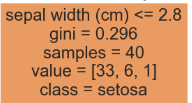 sepal width (cm) <= 2.8
gini = 0.296
samples = 40
value = [33, 6, 1]
class = setosa